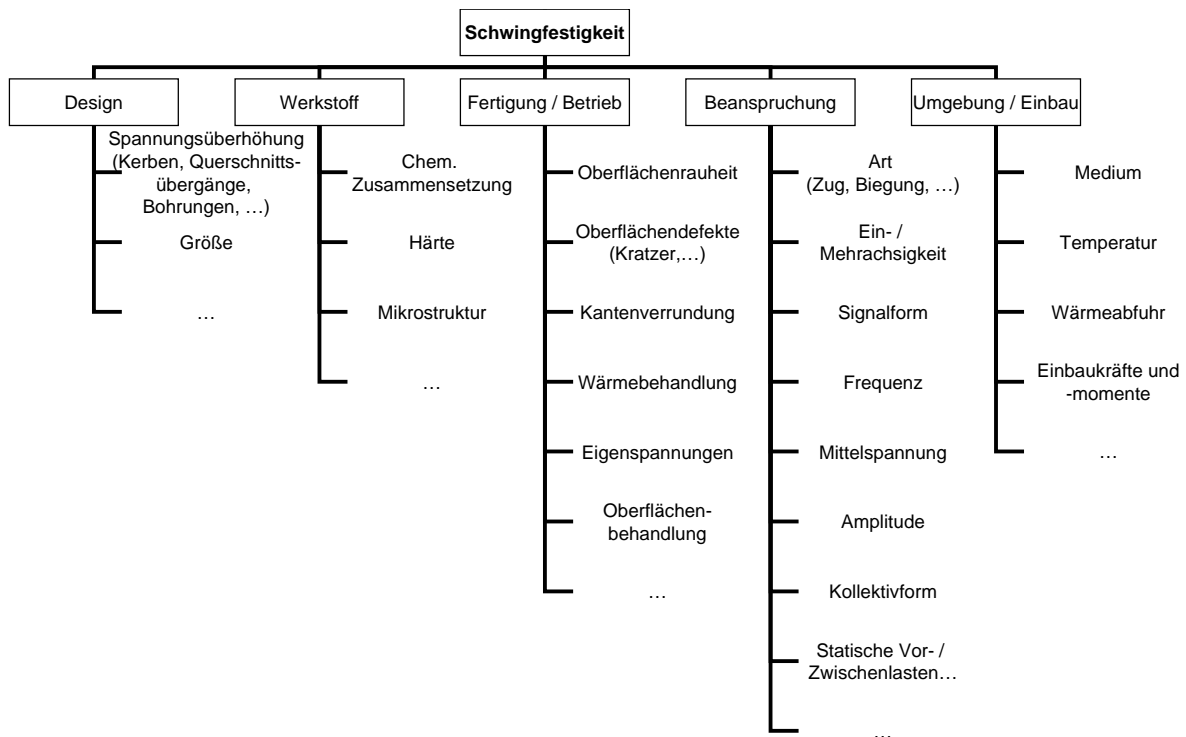 Schwingfestigkeit
Design
Spannungsüberhöhung
(Kerben, Querschnitts-
übergänge,
Bohrungen, …)
Größe
…
Werkstoff
Chem.
Zusammensetzung
Härte
Mikrostruktur
…
Fertigung / Betrieb
Oberflächenrauheit
Oberflächendefekte
(Kratzer,…)
Kantenverrundung
Wärmebehandlung
Eigenspannungen
Oberflächen-
behandlung
…
Beanspruchung
Art
(Zug, Biegung, …)
Ein- /
Mehrachsigkeit
Signalform
Frequenz
Mittelspannung
Amplitude
Kollektivform
Statische Vor- /
Zwischenlasten…
…
Umgebung / Einbau
Medium
Temperatur
Wärmeabfuhr
Einbaukräfte und
-momente
…